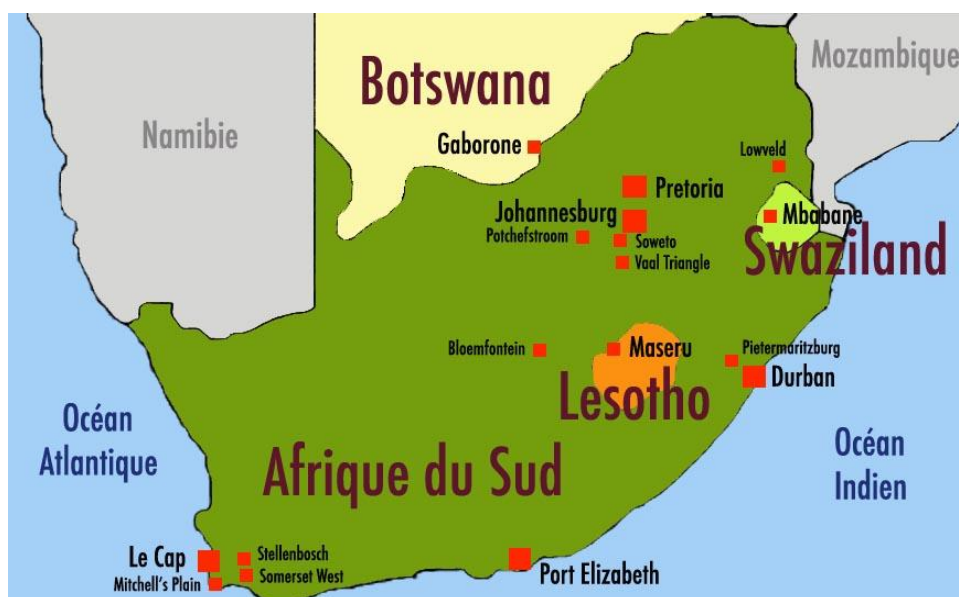 Mozambique
Botswana
Namibie
Gaborone
Lowveld
Pretoria
Johannesburg
Mbabane
Potchefstroom
Soweto
Swaziland
Vaal Triangle
Bloemfontein
Maseru
Pietermaritzburg
Durban
Lesotho
Océan
Atlantique
Afrique du Sud
Océan
Indien
Le Cap
Stellenbosch
Mitchell's Plain
Somerset West
Port Elizabeth